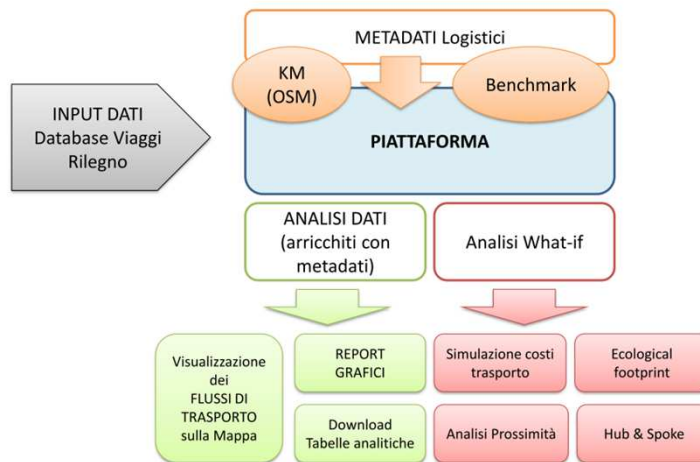 METADATI Logistici
KM
(OSM)
Benchmark
INPUT DATI
Database Viaggi
Rilegno
PIATTAFORMA
ANALISI DATI
(arricchiti con
metadati)
Analisi What-if
Visualizzazione
dei
FLUSSI DI
TRASPORTO
sulla Mappa
REPORT
GRAFICI
Simulazione costi
trasporto
Ecological
footprint
Download
Tabelle analitiche
Analisi Prossimità
Hub & Spoke